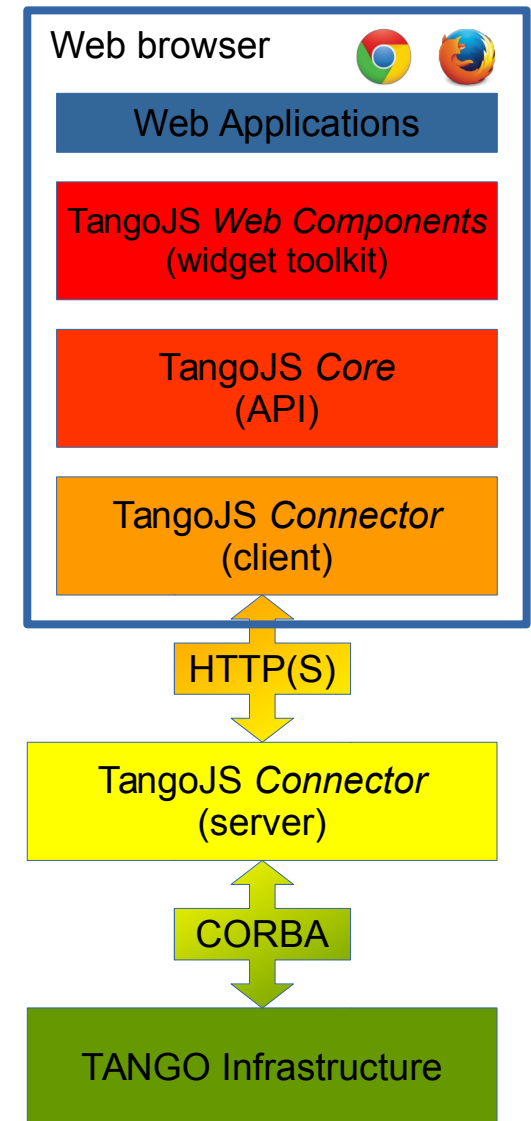 Web browser
Web Applications
TangoJS Web Components
(widget toolkit)
TangoJS Core
(API)
TangoJS Connector
(client)
HTTP(S)
TangoJS Connector
(server)
CORBA
TANGO Infrastructure